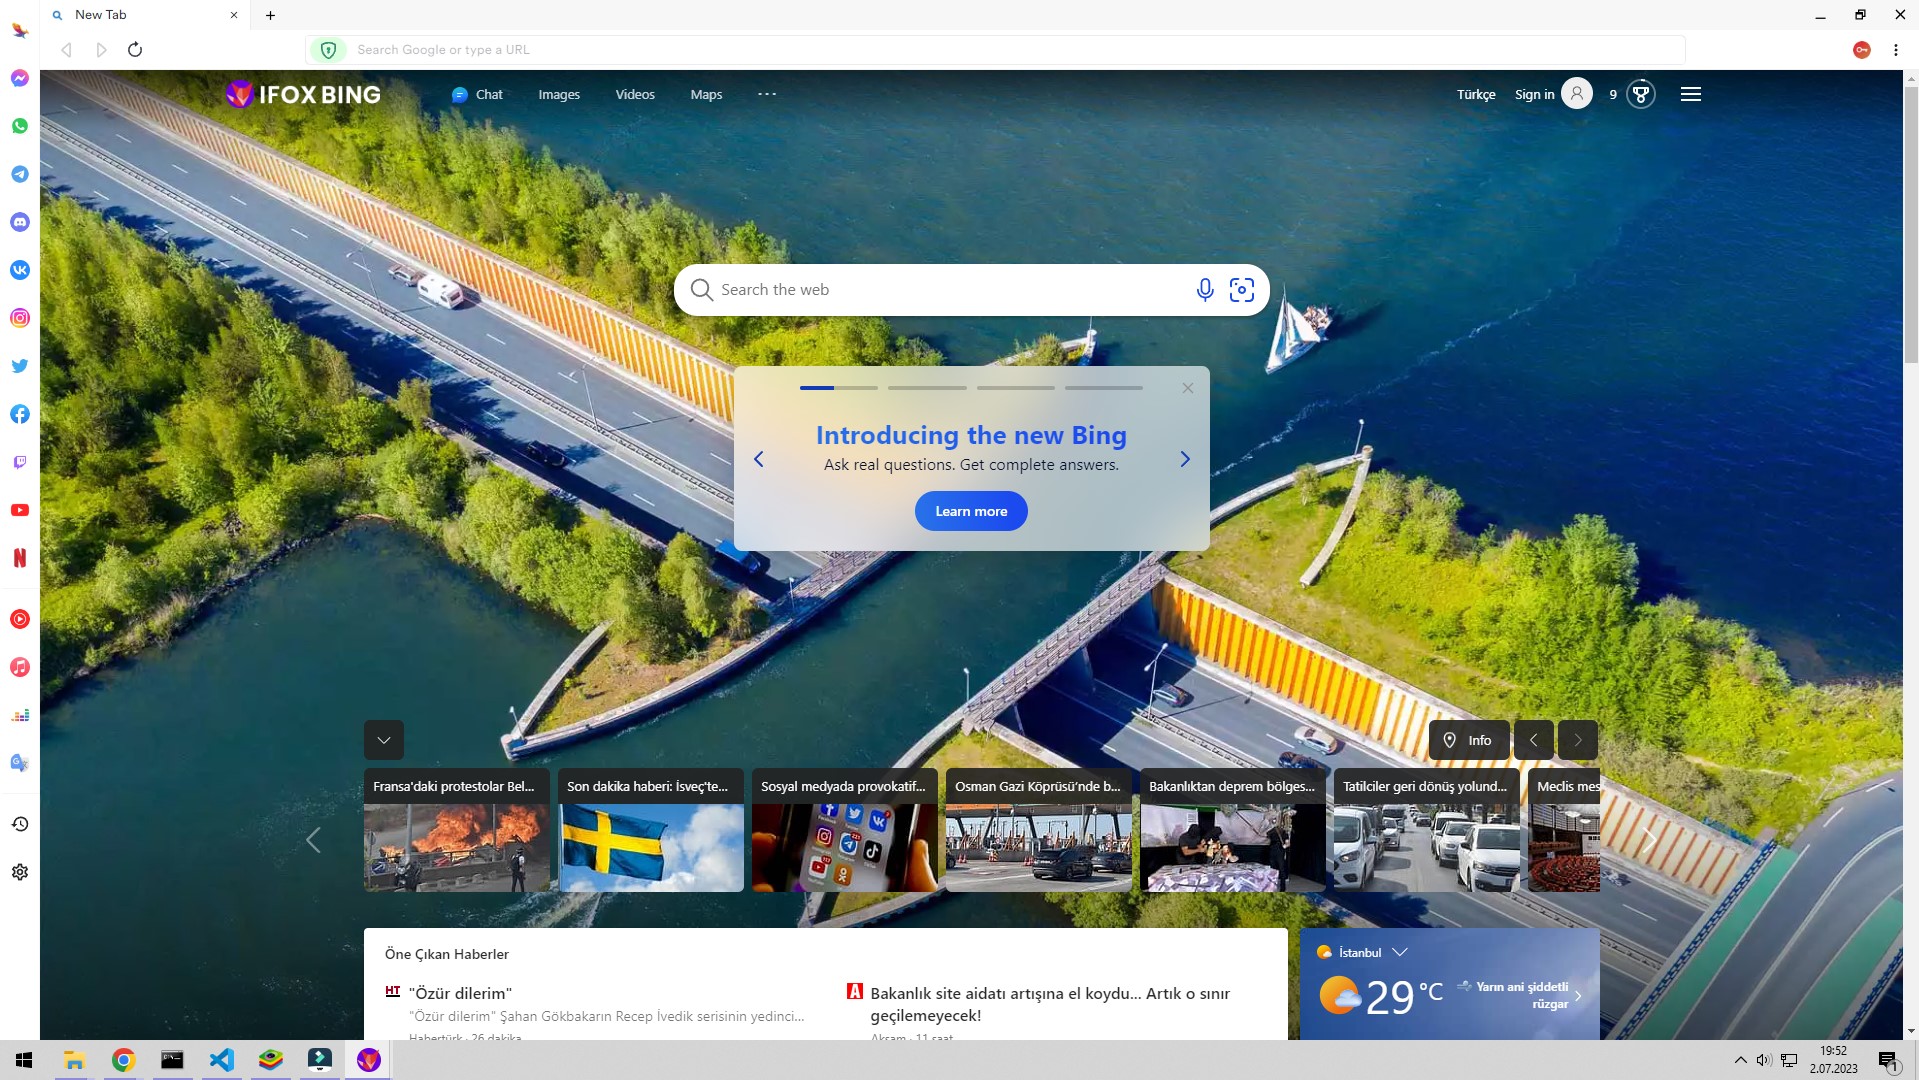 New Tab
Search Google or type a URL
IFOX BING
Chat
Images
Videos
Maps
Türkçe
Sign in
9
Search the web
Introducing the new Bing
Ask real questions. Get complete answers.
Learn more
Info
Fransa'daki protestolar Bel...
Son dakika haberi: İsveç'te...
Sosyal medyada provokatif...
Osman Gazi Köprüsü'nde b...
Bakanlıktan deprem bölges...
Tatilciler geri dönüş yolund...
Meclis mes
Öne Çıkan Haberler
HT "Özür dilerim"
"Özür dilerim" Şahan Gökbakarın Recep İvedik serisinin yedinci...
Habertürk · 26 dakika
A Bakanlık site aidatı artışına el koydu... Artık o sınır
geçilemeyecek!
Akşam · 11 saat
İstanbul
29 °C
Yarın ani şiddetli
rüzgar
19:52
2.07.2023
1